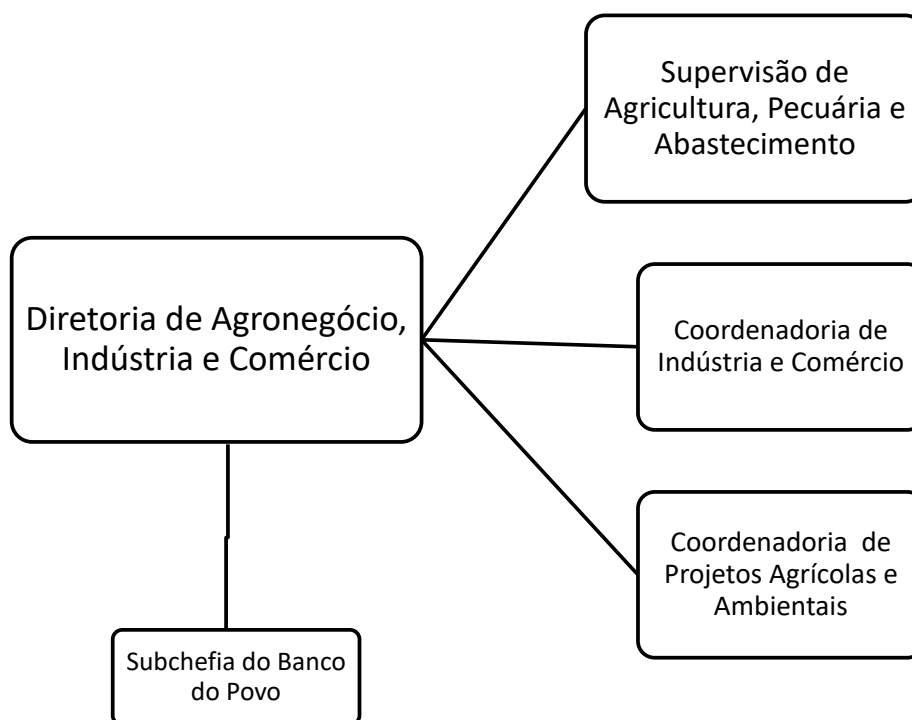 Supervisão de
Agricultura, Pecuária e
Abastecimento
Diretoria de Agronegócio,
Indústria e Comércio
Coordenadoria de
Indústria e Comércio
Coordenadoria de
Projetos Agrícolas e
Ambientais
Subchefia do Banco
do Povo